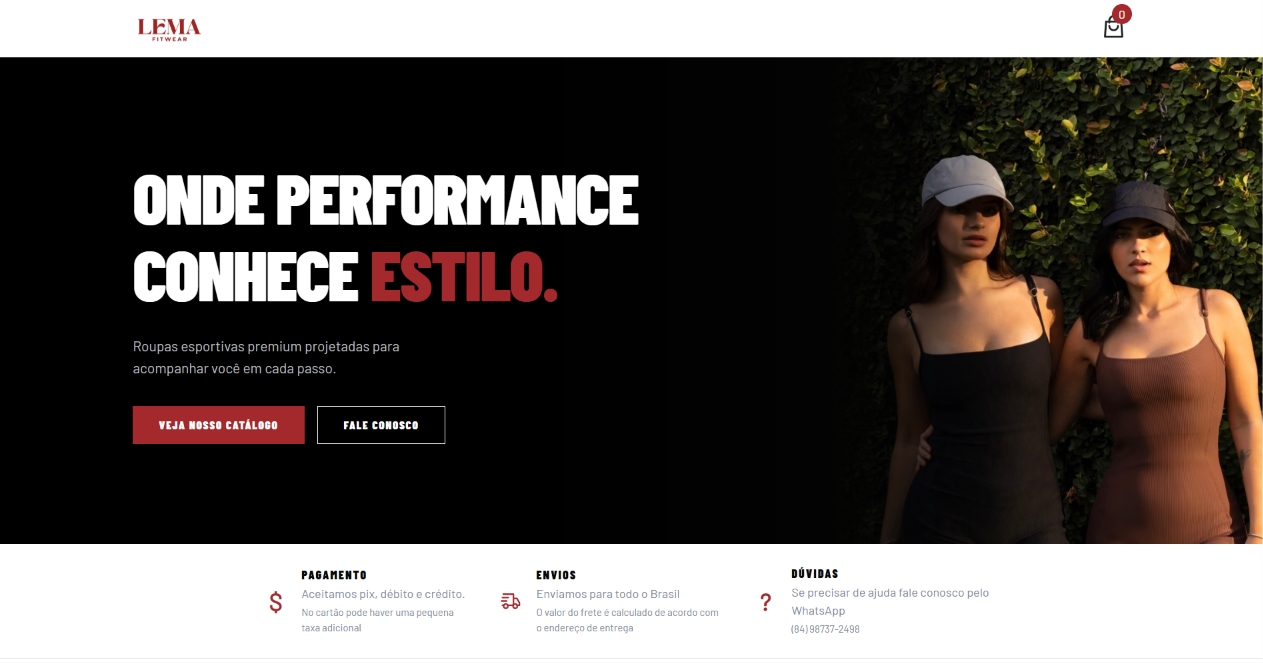 LEMA
FITWEAR
0
ONDE PERFORMANCE
CONHECE ESTILO.
Roupas esportivas premium projetadas para
acompanhar você em cada passo.
VEJA NOSSO CATÁLOGO
FALE CONOSCO
$
PAGAMENTO
Aceitamos pix, débito e crédito.
No cartão pode haver uma pequena
taxa adicional
ENVIOS
Enviamos para todo o Brasil
O valor do frete é calculado de acordo com
o endereço de entrega
?
DÚVIDAS
Se precisar de ajuda fale conosco pelo
WhatsApp
(84) 98737-2498